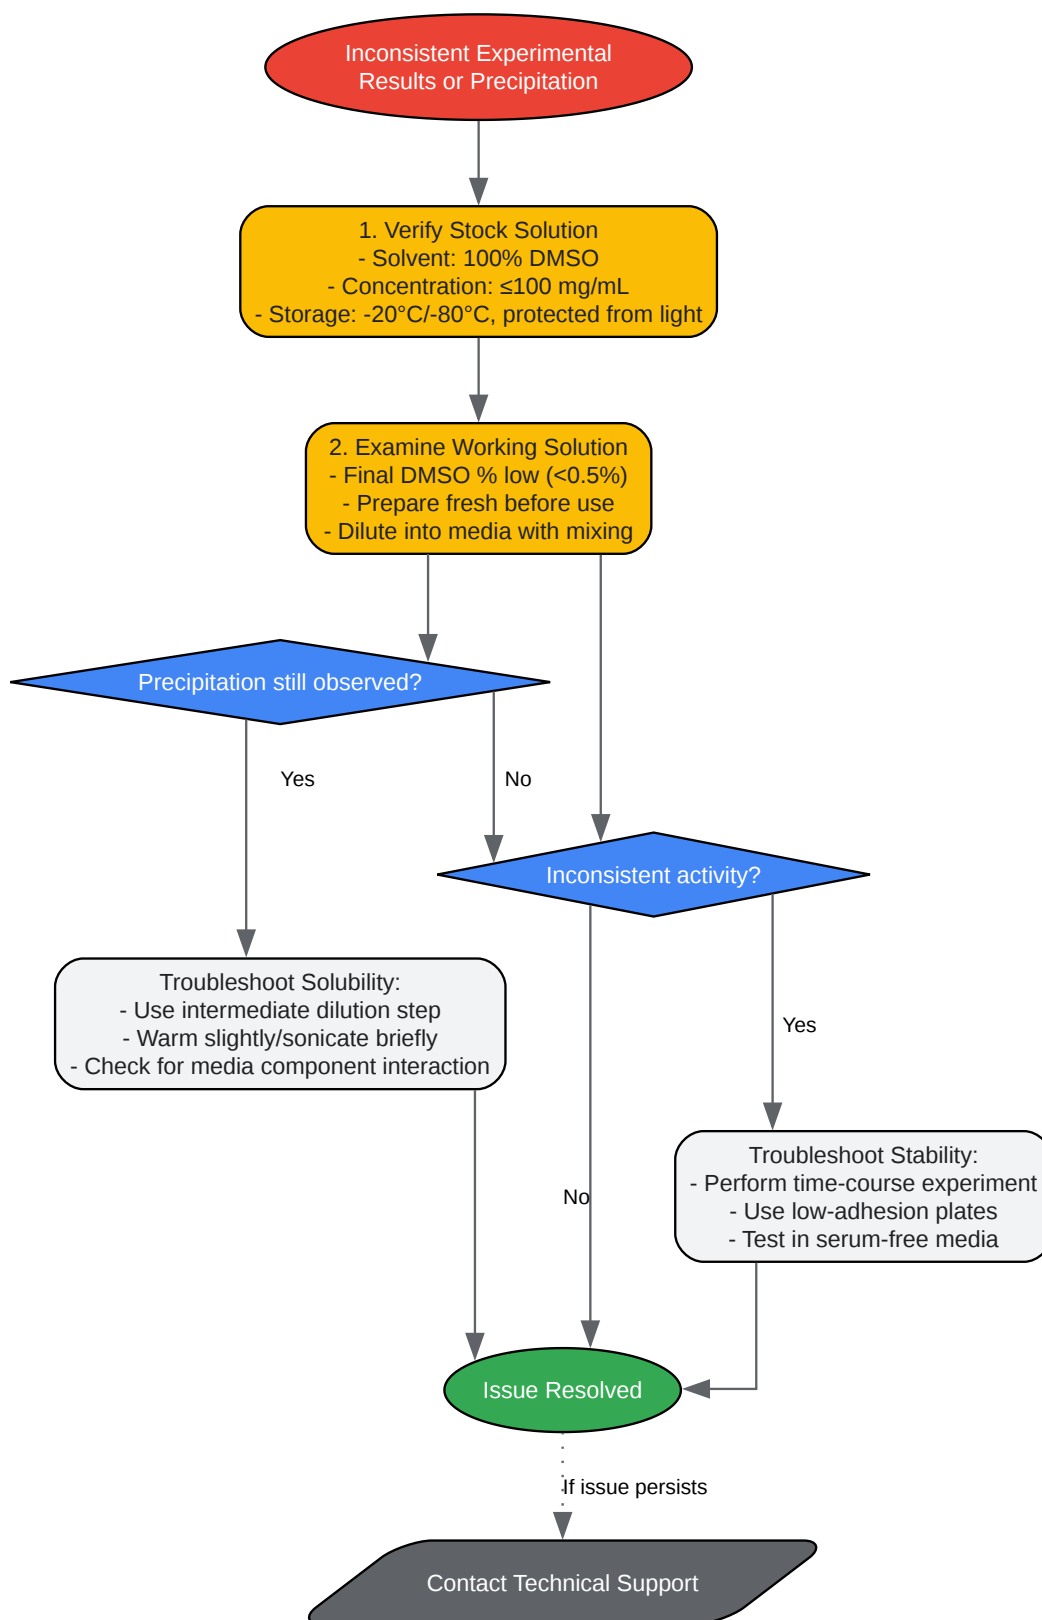 Inconsistent Experimental
Results or Precipitation
1. Verify Stock Solution
- Solvent: 100% DMSO
- Concentration: ≤100 mg/mL
- Storage: -20°C/-80°C, protected from light
2. Examine Working Solution
- Final DMSO % low (<0.5%)
- Prepare fresh before use
- Dilute into media with mixing
Precipitation still observed?
Yes
No
Inconsistent activity?
Troubleshoot Solubility:
- Use intermediate dilution step
- Warm slightly/sonicate briefly
- Check for media component interaction
Yes
No
Troubleshoot Stability:
- Perform time-course experiment
- Use low-adhesion plates
- Test in serum-free media
Issue Resolved
If issue persists
Contact Technical Support